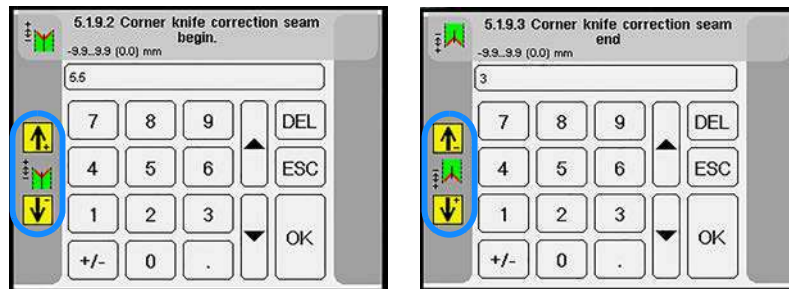 5.1.9.2 Corner knife correction seam
begin.
-9.9...9.9 (0.0) mm
5.5
7 8 9 DEL
4 5 6 ESC
1 2 3
OK
+/- 0 .
5.1.9.3 Corner knife correction seam
end
-9.9...9.9 (0.0) mm
3
7 8 9 DEL
4 5 6 ESC
1 2 3
OK
+/- 0 .